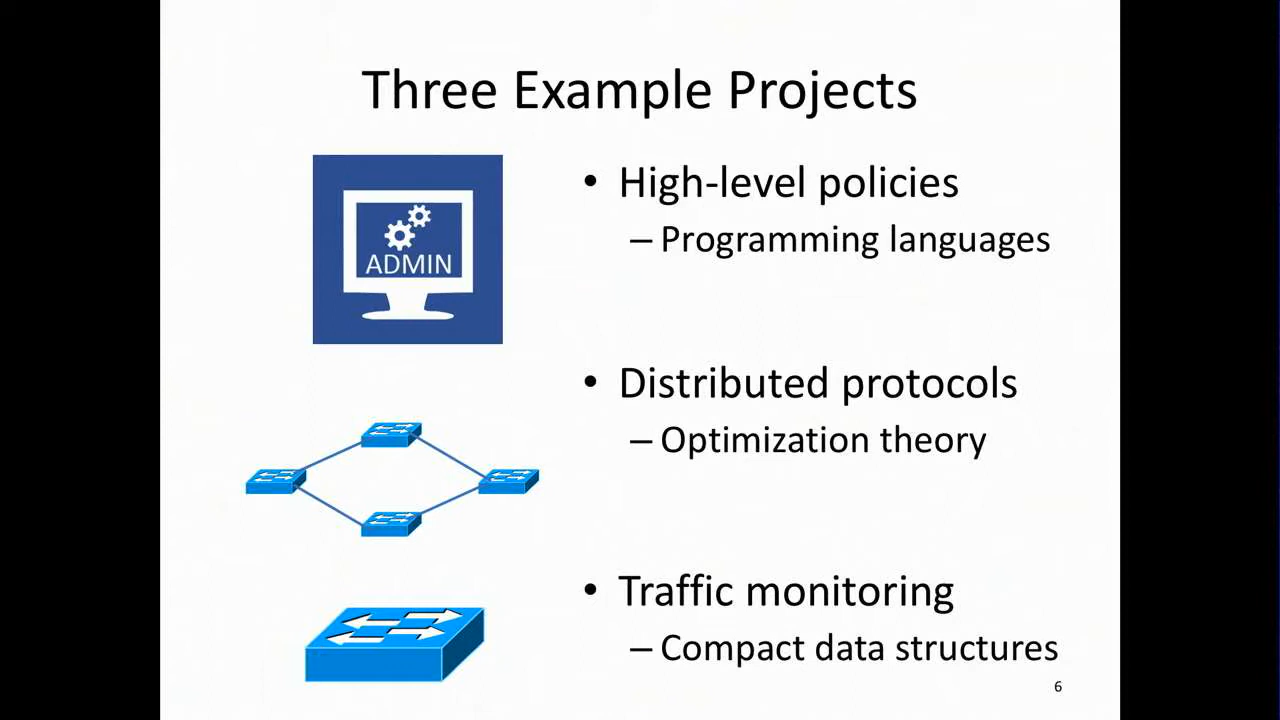 Three Example Projects
ADMIN
• High-level policies
– Programming languages
• Distributed protocols
– Optimization theory
• Traffic monitoring
– Compact data structures
6